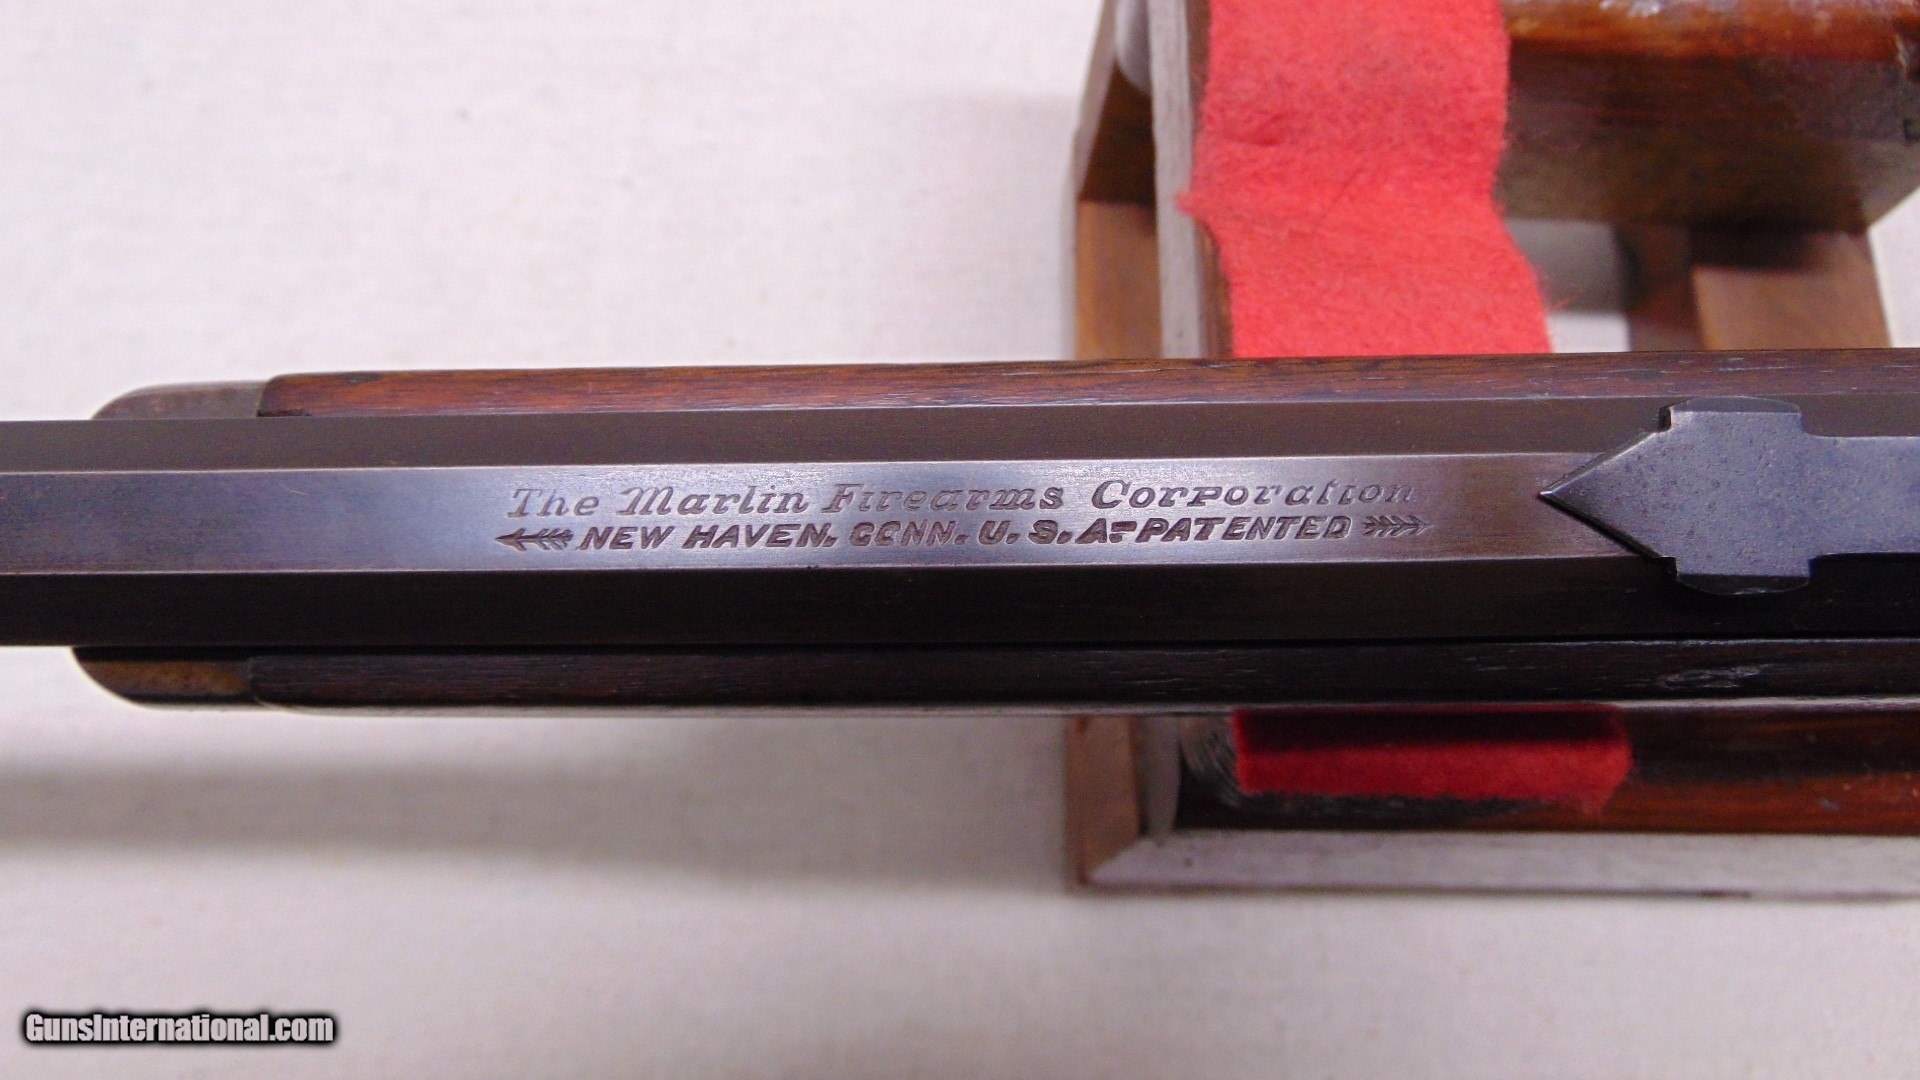 The Marlin Firearms Corporation
NEW HAVEN, CONN. U. S. A.-PATENTED
GunsInternational.com